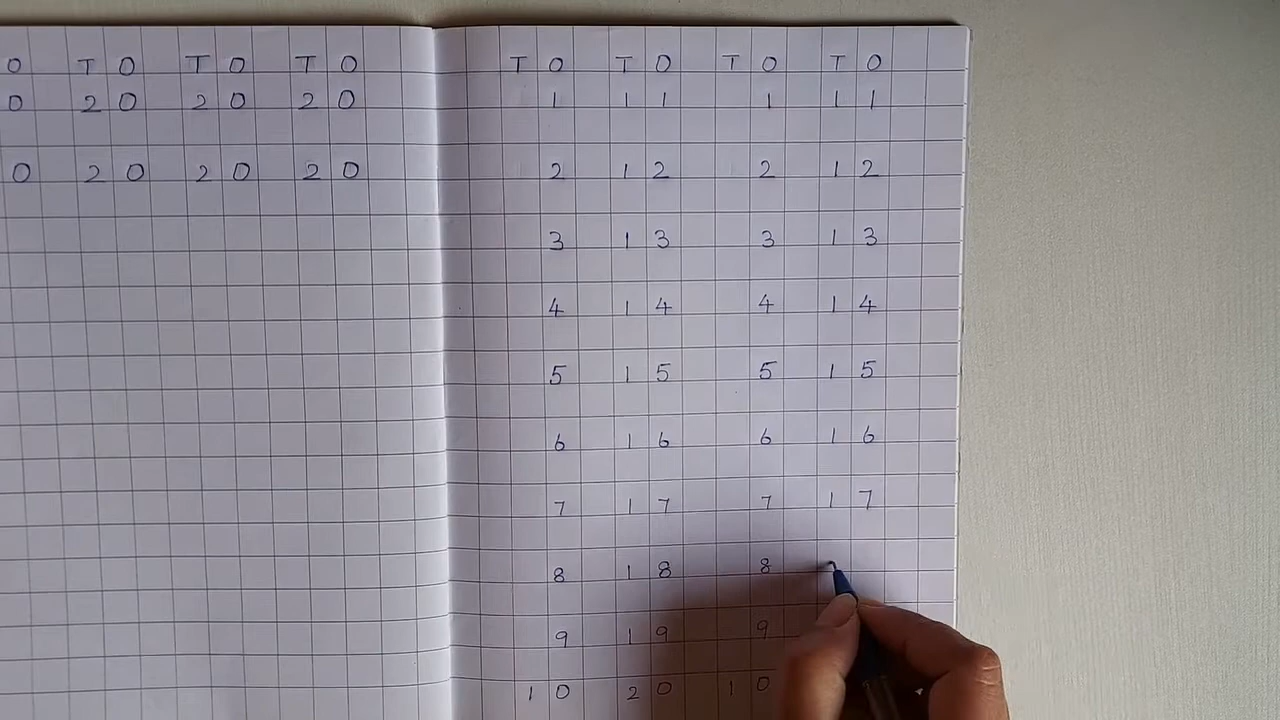 O T O T O T O
0 2 0 2 0 2 0
0 2 0 2 0 2 0
T O T O T O T O
1 1 1 1 1 1
2 1 2 2 1 2
3 1 3 3 1 3
4 1 4 4 1 4
5 1 5 5 1 5
6 1 6 6 1 6
7 1 7 7 1 7
8 1 8 8
9 1 9 9
1 0 2 0 1 0